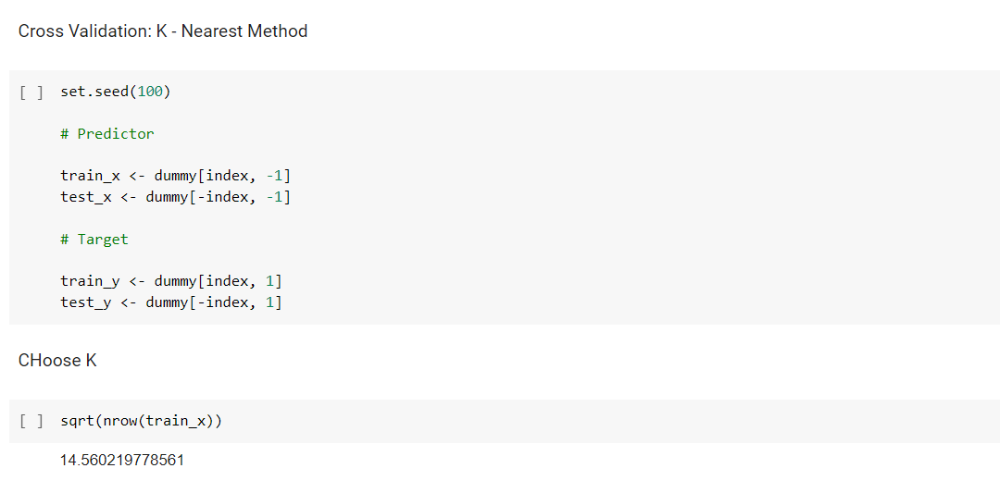 Cross Validation: K - Nearest Method
[ ] set.seed(100)
# Predictor
train_x <- dummy[index, -1]
test_x <- dummy[-index, -1]
# Target
train_y <- dummy[index, 1]
test_y <- dummy[-index, 1]
CHoose K
[ ] sqrt(nrow(train_x))
14.560219778561